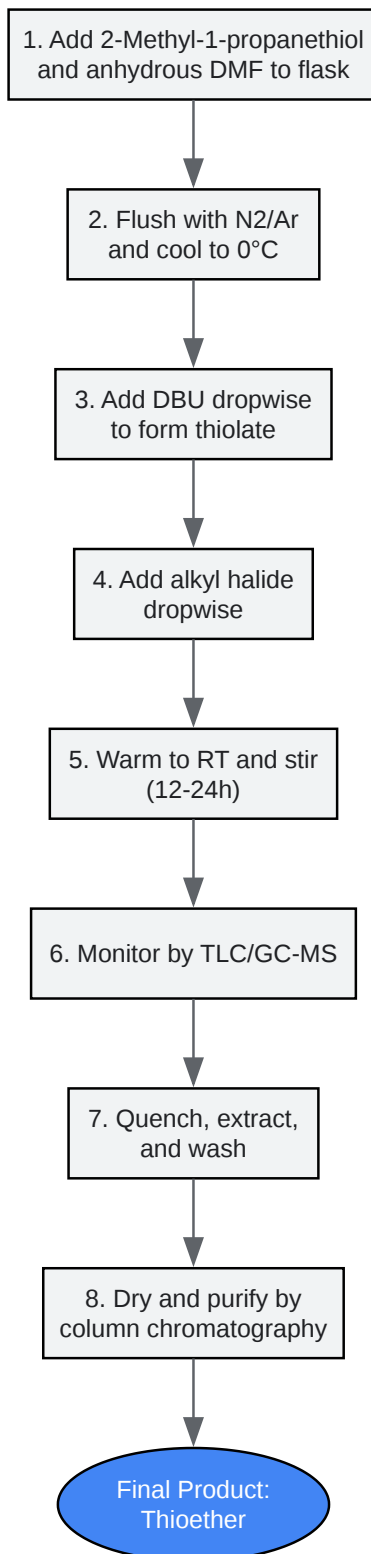 1. Add 2-Methyl-1-propanethiol
and anhydrous DMF to flask
2. Flush with N2/Ar
and cool to 0°C
3. Add DBU dropwise
to form thiolate
4. Add alkyl halide
dropwise
5. Warm to RT and stir
(12-24h)
6. Monitor by TLC/GC-MS
7. Quench, extract,
and wash
8. Dry and purify by
column chromatography
Final Product:
Thioether